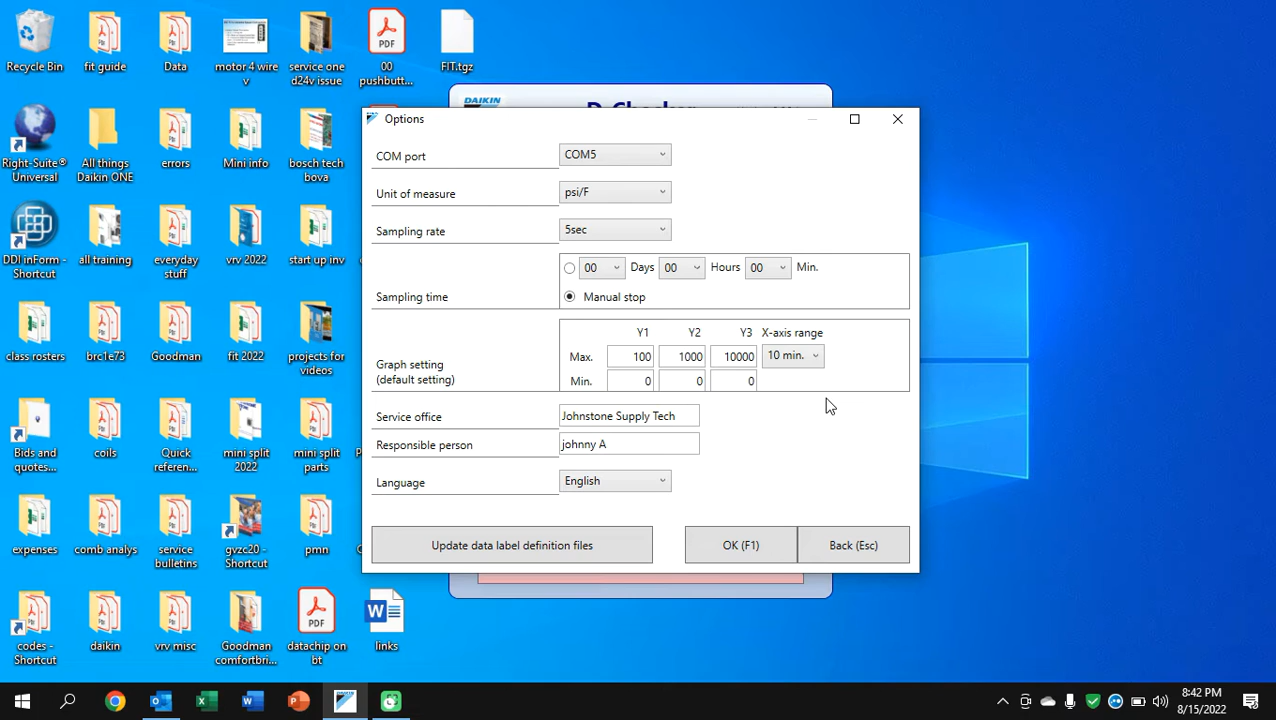 Recycle Bin
fit guide
Data
motor 4 wire
v
service one
d24v issue
00
pushbutt...
FIT.tgz
Right-Suite®
Universal
All things
Daikin ONE
errors
Mini info
bosch tech
bova
DDI inForm -
Shortcut
all training
everyday
stuff
vrv 2022
start up inv
class rosters
brc1e73
Goodman
fit 2022
projects for
videos
Bids and
quotes...
coils
Quick
referen...
mini split
2022
mini split
parts
expenses
comb analys
service
bulletins
gvzc20 -
Shortcut
pmn
codes -
Shortcut
daikin
vrv misc
Goodman
comfortbri...
datachip on
bt
links
DAIKIN
Options
COM port
COM5
Unit of measure
psi/F
Sampling rate
5sec
Sampling time
00 Days 00 Hours 00 Min.
Manual stop
Graph setting
(default setting)
Y1 Y2 Y3 X-axis range
Max. 100 1000 10000 10 min.
Min. 0 0 0
Service office
Johnstone Supply Tech
Responsible person
johnny A
Language
English
Update data label definition files
OK (F1)
Back (Esc)
8:42 PM
8/15/2022